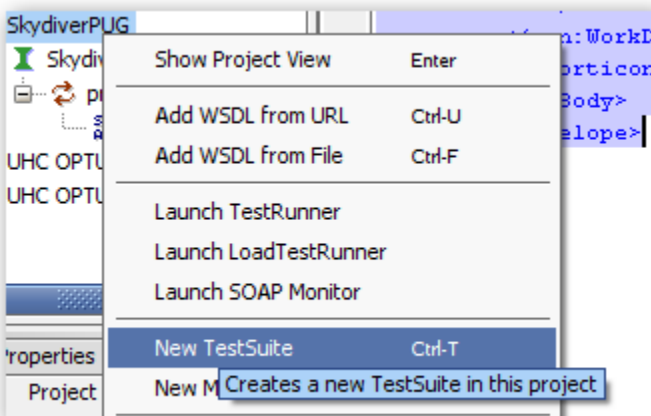 SkydiverPUG
Skydiv
Show Project View Enter
Add WSDL from URL Ctrl-U
Add WSDL from File Ctrl-F
Launch TestRunner
Launch LoadTestRunner
Launch SOAP Monitor
New TestSuite Ctrl-T
New M
Creates a new TestSuite in this project
UHC OPTU
UHC OPTU
Properties
Project
n:WorkD
orticon
Body>
elope>